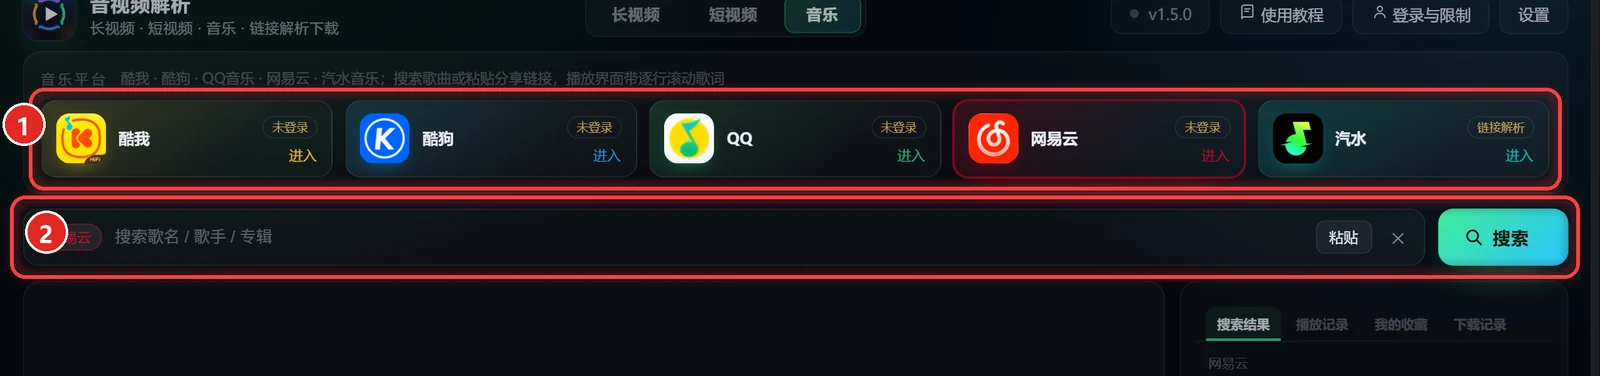 音视频解析
长视频 · 短视频 · 音乐 · 链接解析下载
长视频 短视频 音乐
v1.5.0 使用教程 登录与限制 设置
音乐平台 酷我 · 酷狗 · QQ音乐 · 网易云 · 汽水音乐；搜索歌曲或粘贴分享链接，播放界面带逐行滚动歌词
1
酷我 未登录 进入
酷狗 未登录 进入
QQ 未登录 进入
网易云 未登录 进入
汽水 链接解析 进入
2
易云 搜索歌名 / 歌手 / 专辑 粘贴 × 搜索
搜索结果 播放记录 我的收藏 下载记录
网易云